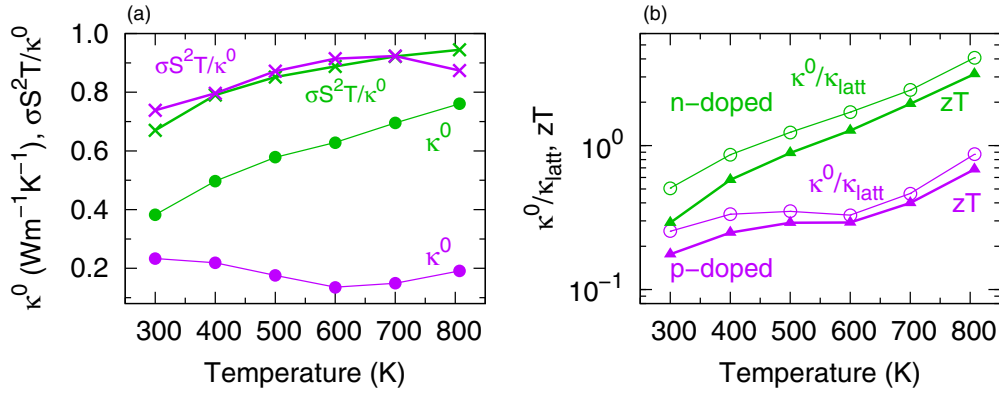 (a)
(b)
κ⁰ (Wm⁻¹K⁻¹), σS²T/κ⁰
1.0
0.8
0.6
0.4
0.2
σS²T/κ⁰
σS²T/κ⁰
κ⁰
κ⁰
300 400 500 600 700 800
Temperature (K)
κ⁰/κlatt, zT
10⁰
10⁻¹
n-doped
κ⁰/κlatt
zT
κ⁰/κlatt
zT
p-doped
300 400 500 600 700 800
Temperature (K)